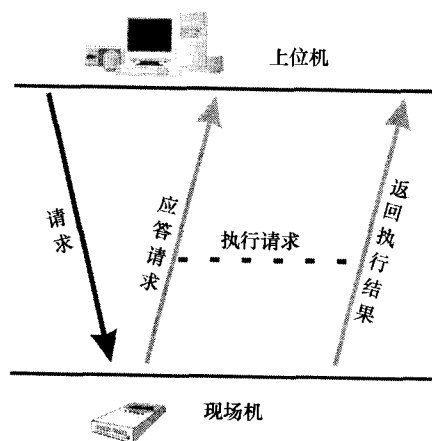 上位机
请求
应答请求
执行请求
返回执行结果
现场机